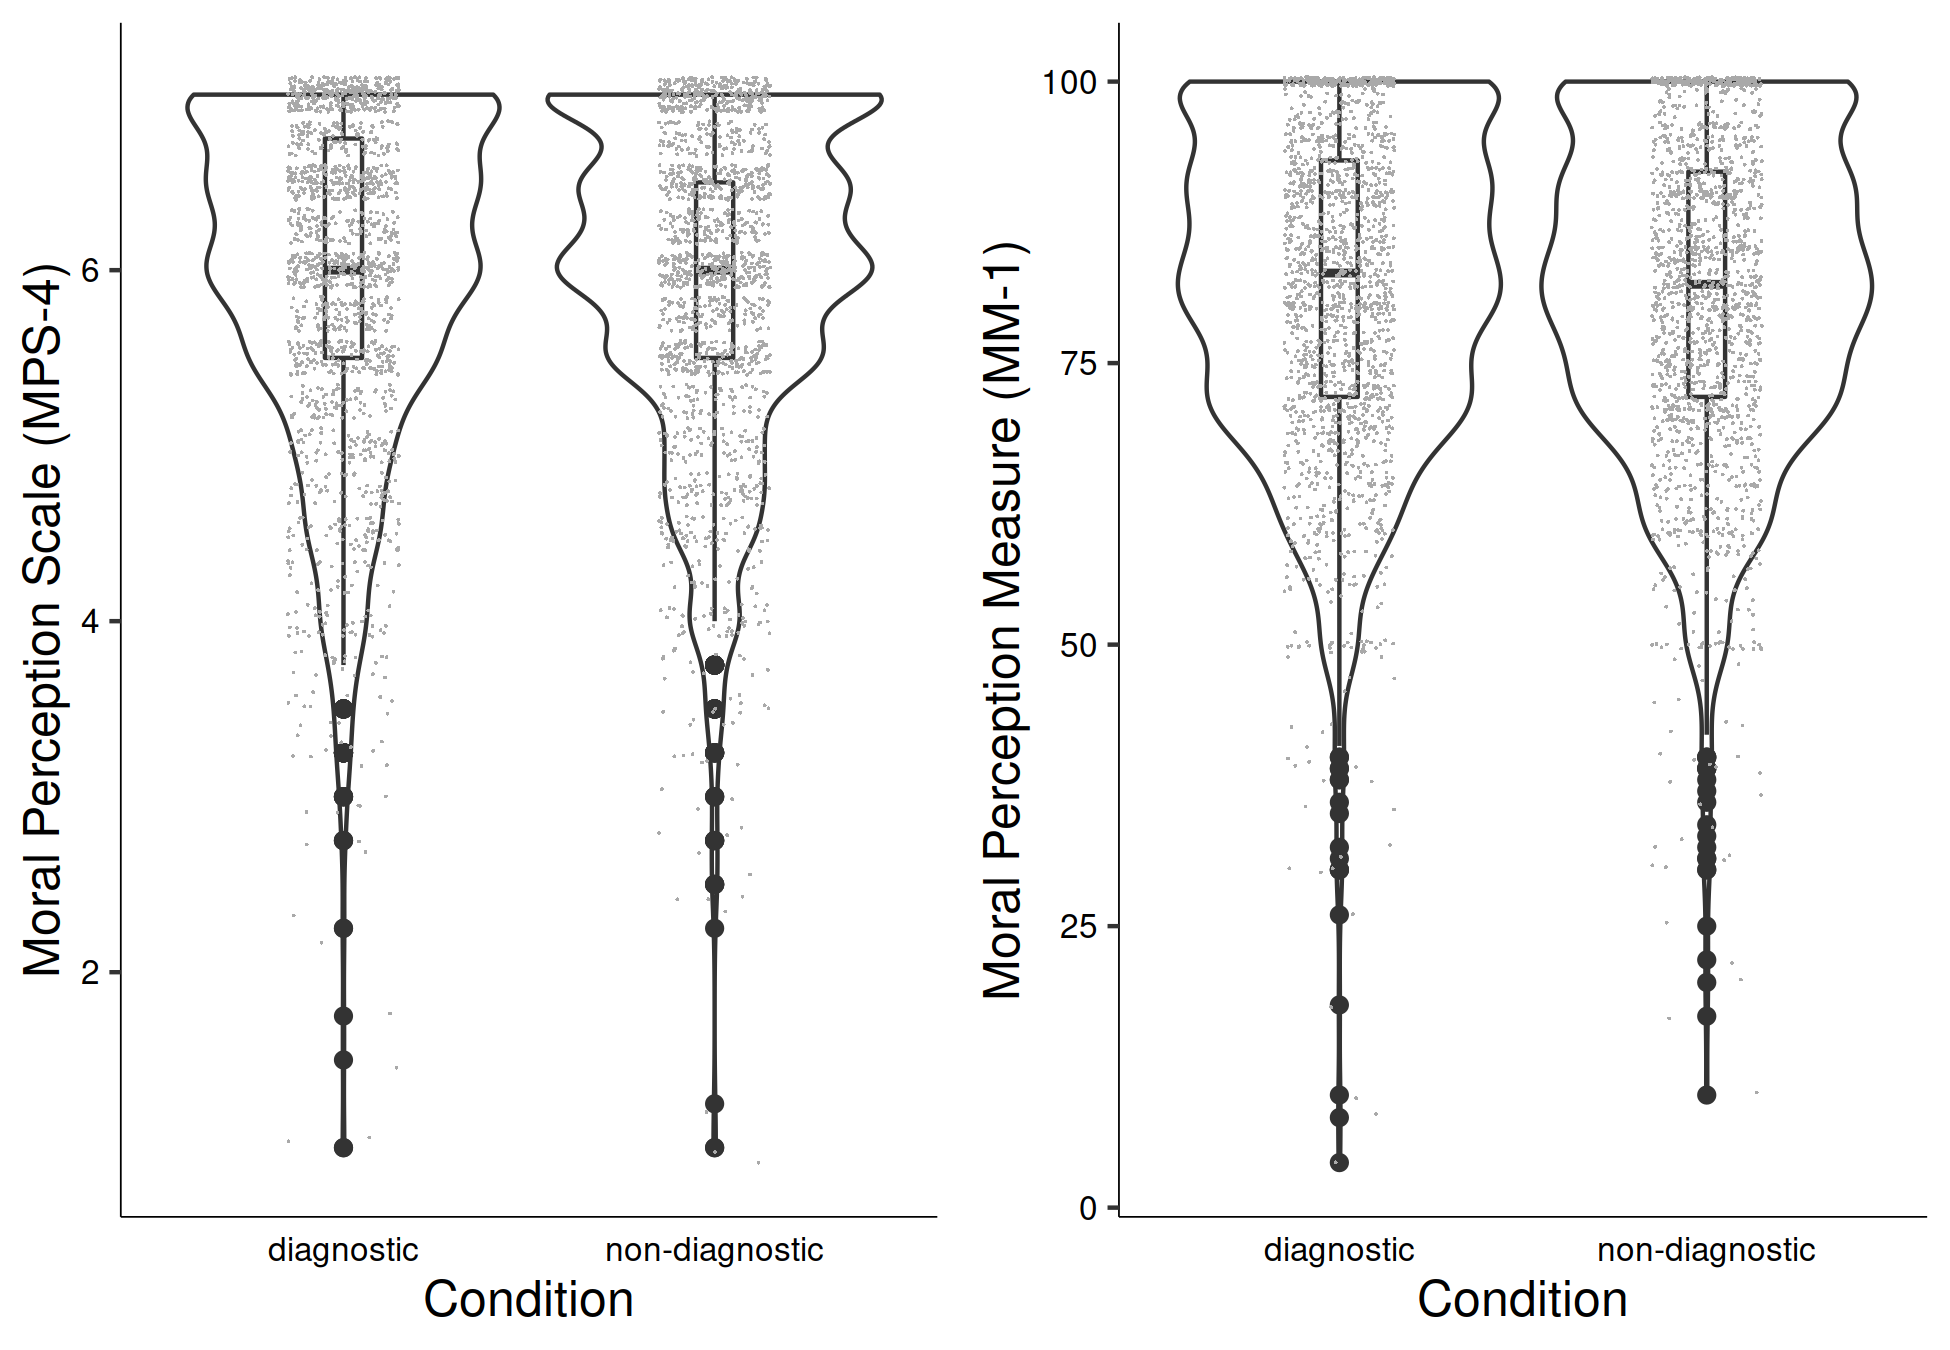 Moral Perception Scale (MPS-4)
6
4
2
diagnostic
non-diagnostic
Condition
Moral Perception Measure (MM-1)
100
75
50
25
0
diagnostic
non-diagnostic
Condition